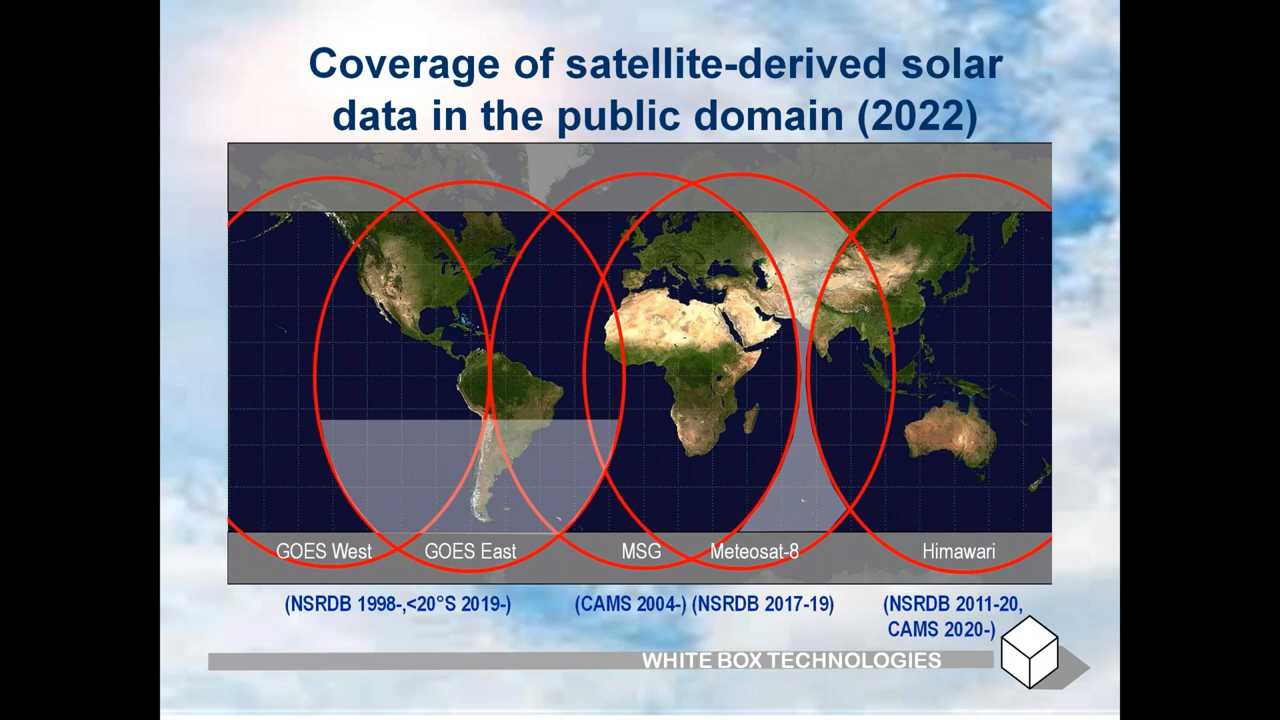 Coverage of satellite-derived solar
data in the public domain (2022)
GOES West
GOES East
MSG
Meteosat-8
Himawari
(NSRDB 1998-,<20°S 2019-)
(CAMS 2004-) (NSRDB 2017-19)
(NSRDB 2011-20,
CAMS 2020-)
WHITE BOX TECHNOLOGIES